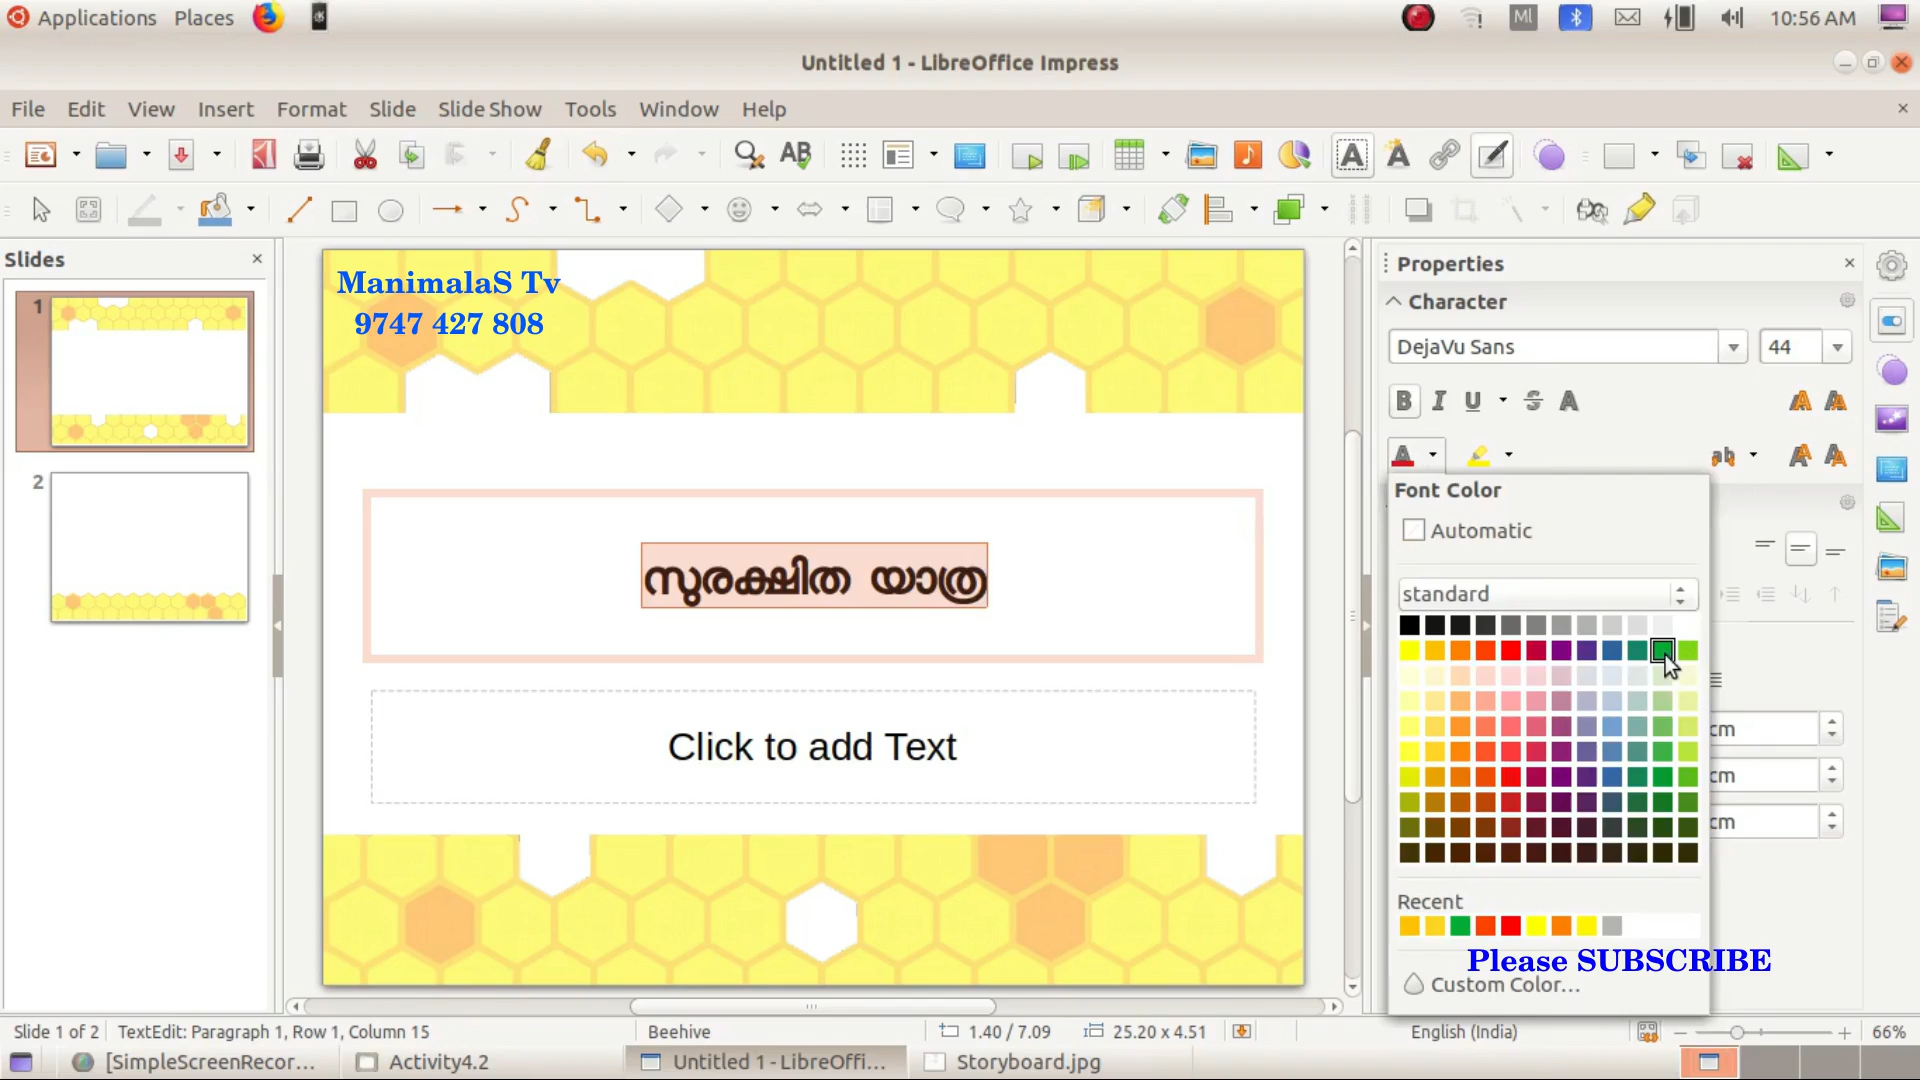 Applications Places Ml 10:56 AM
Untitled 1 - LibreOffice Impress
File Edit View Insert Format Slide Slide Show Tools Window Help
Slides
1
2
ManimalaS Tv
9747 427 808
സുരക്ഷിത യാത്ര
Click to add Text
Properties
Character
DejaVu Sans 44
Font Color
Automatic
standard
cm
cm
cm
Recent
Please SUBSCRIBE
Custom Color...
Slide 1 of 2 TextEdit: Paragraph 1, Row 1, Column 15 Beehive 1.40 / 7.09 25.20 x 4.51 English (India) 66%
[SimpleScreenRecor... Activity4.2 Untitled 1 - LibreOffi... Storyboard.jpg